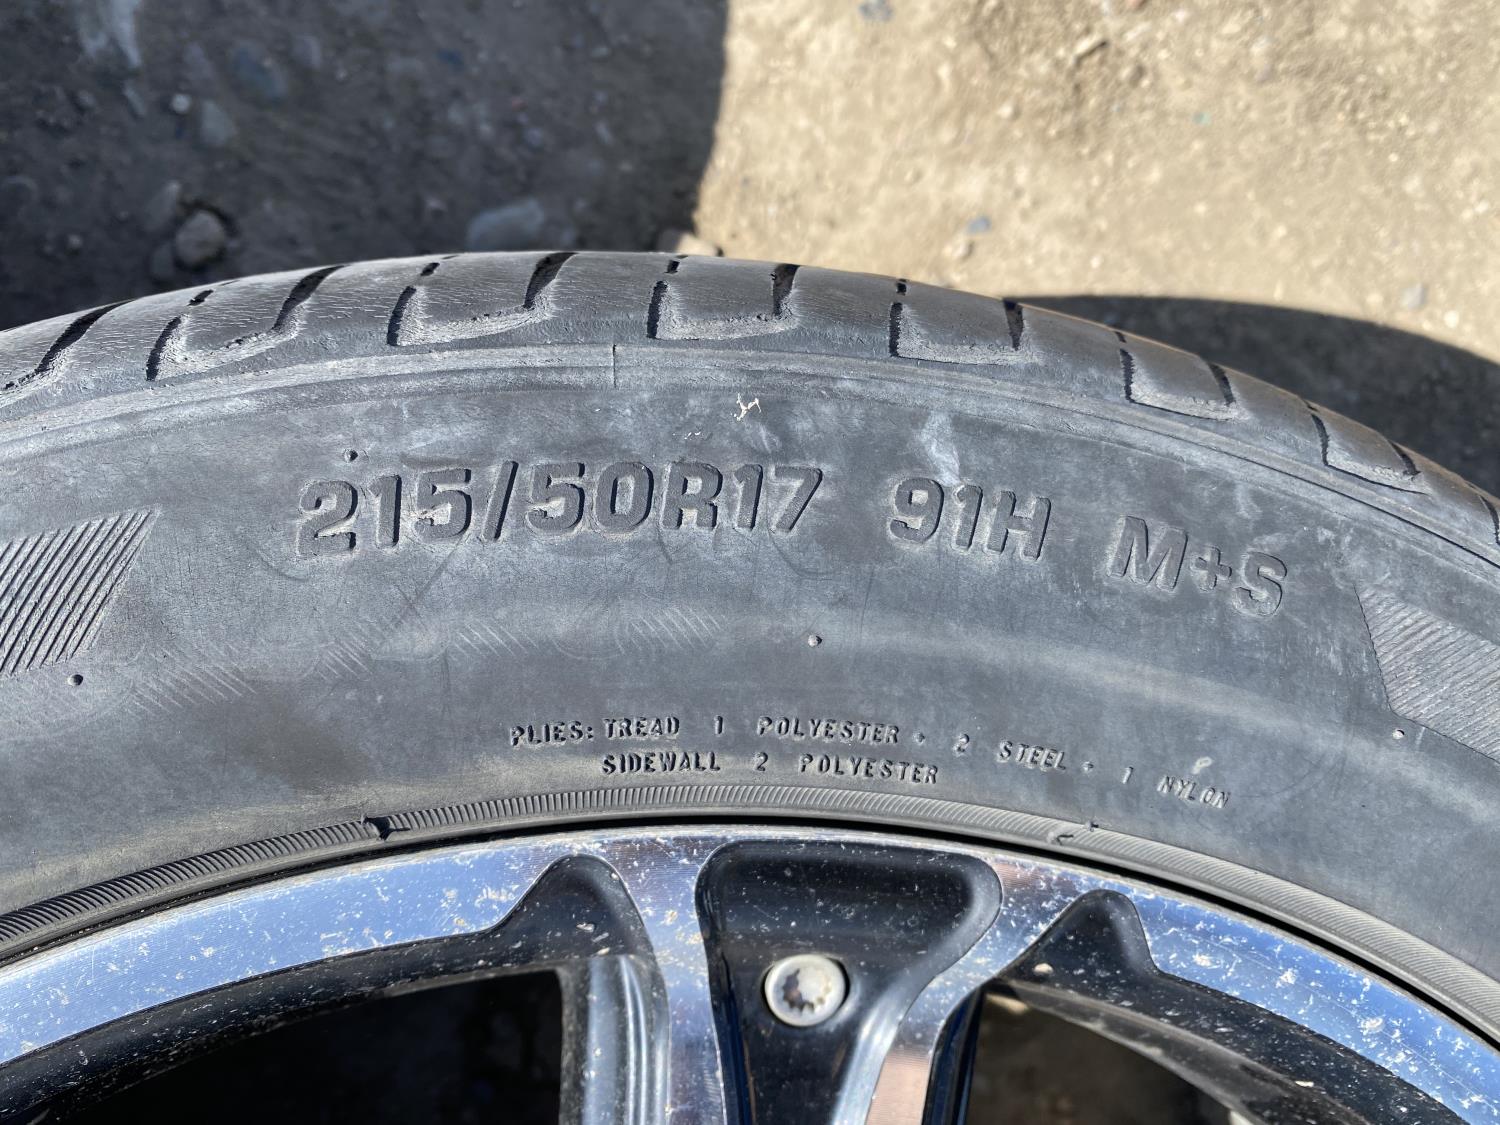 215/50R17 91H M+S
PLIES: TREAD 1 POLYESTER + 2 STEEL + 1 NYLON
SIDEWALL 2 POLYESTER